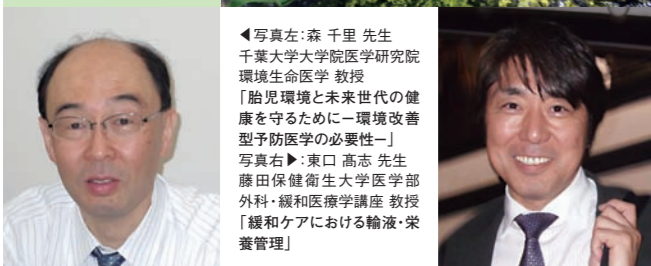 ◀写真左:森 千里 先生
千葉大学大学院医学研究院
環境生命医学 教授
「胎児環境と未来世代の健
康を守るために―環境改善
型予防医学の必要性―」
写真右▶:東口 髙志 先生
藤田保健衛生大学医学部
外科・緩和医療学講座 教授
「緩和ケアにおける輸液・栄
養管理」